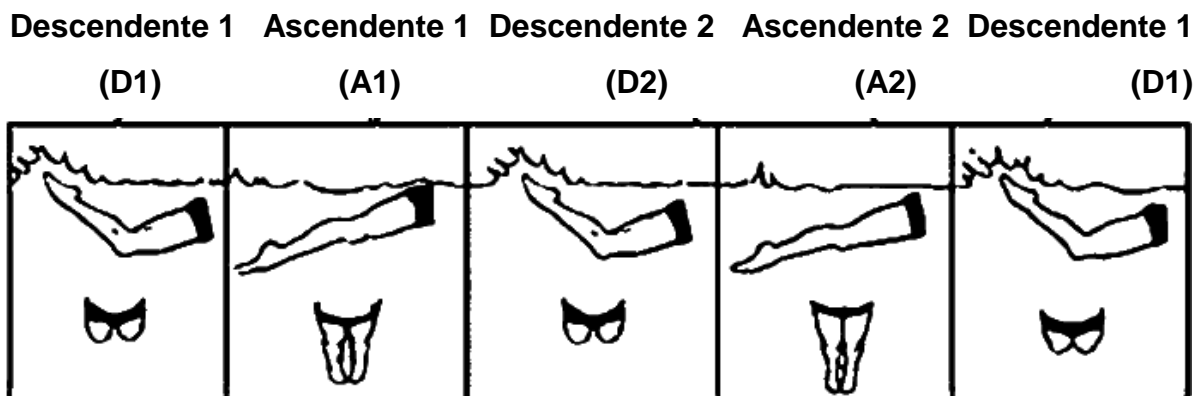 Descendente 1 Ascendente 1 Descendente 2 Ascendente 2 Descendente 1
(D1) (A1) (D2) (A2) (D1)